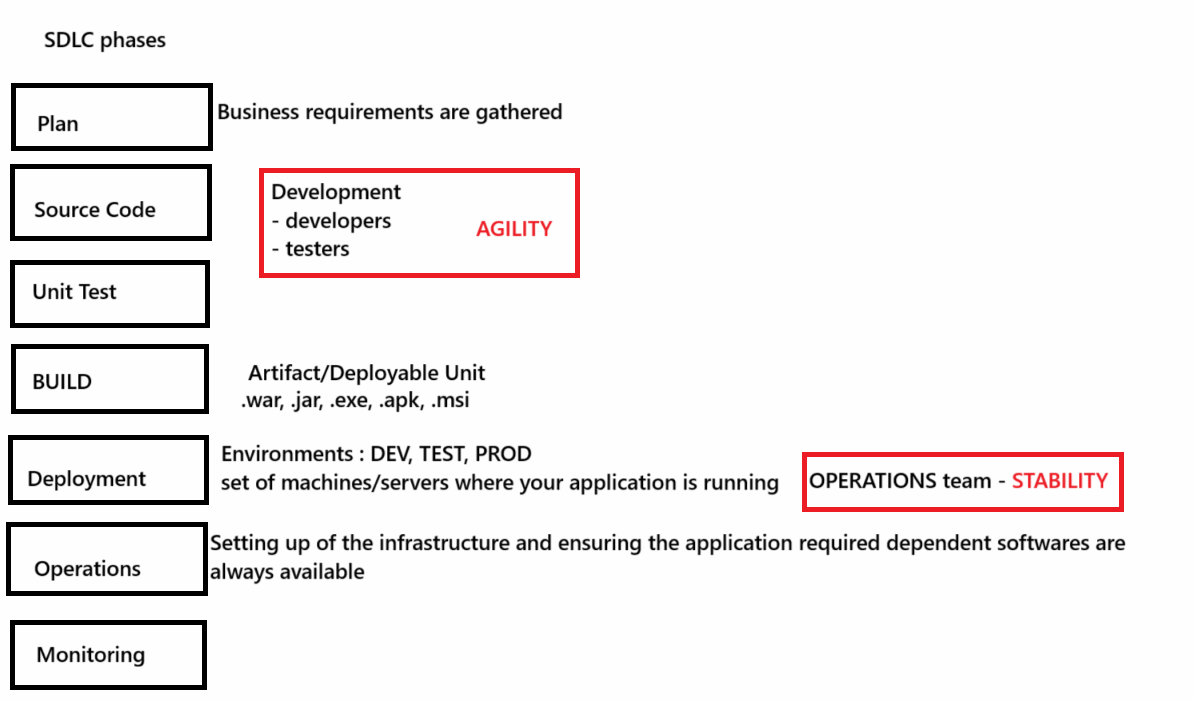 SDLC phases
Plan
Business requirements are gathered
Source Code
Development
- developers
- testers
AGILITY
Unit Test
BUILD
Artifact/Deployable Unit
.war, .jar, .exe, .apk, .msi
Deployment
Environments : DEV, TEST, PROD
set of machines/servers where your application is running
OPERATIONS team - STABILITY
Operations
Setting up of the infrastructure and ensuring the application required dependent softwares are
always available
Monitoring